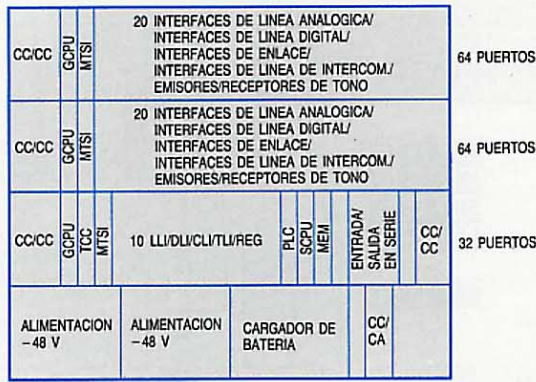 CC/CC
GCPU
MTSI
20 INTERFACES DE LINEA ANALOGICA/
INTERFACES DE LINEA DIGITAL/
INTERFACES DE ENLACE/
INTERFACES DE LINEA DE INTERCOM./
EMISORES/RECEPTORES DE TONO
64 PUERTOS
CC/CC
GCPU
MTSI
20 INTERFACES DE LINEA ANALOGICA/
INTERFACES DE LINEA DIGITAL/
INTERFACES DE ENLACE/
INTERFACES DE LINEA DE INTERCOM./
EMISORES/RECEPTORES DE TONO
64 PUERTOS
CC/CC
GCPU
TCC
MTSI
10 LLI/DLI/CLI/TLI/REG
PLC
SCPU
MEM
ENTRADA/
SALIDA
EN SERIE
CC/
CC
32 PUERTOS
ALIMENTACION
–48 V
ALIMENTACION
–48 V
CARGADOR DE
BATERIA
CC/
CA